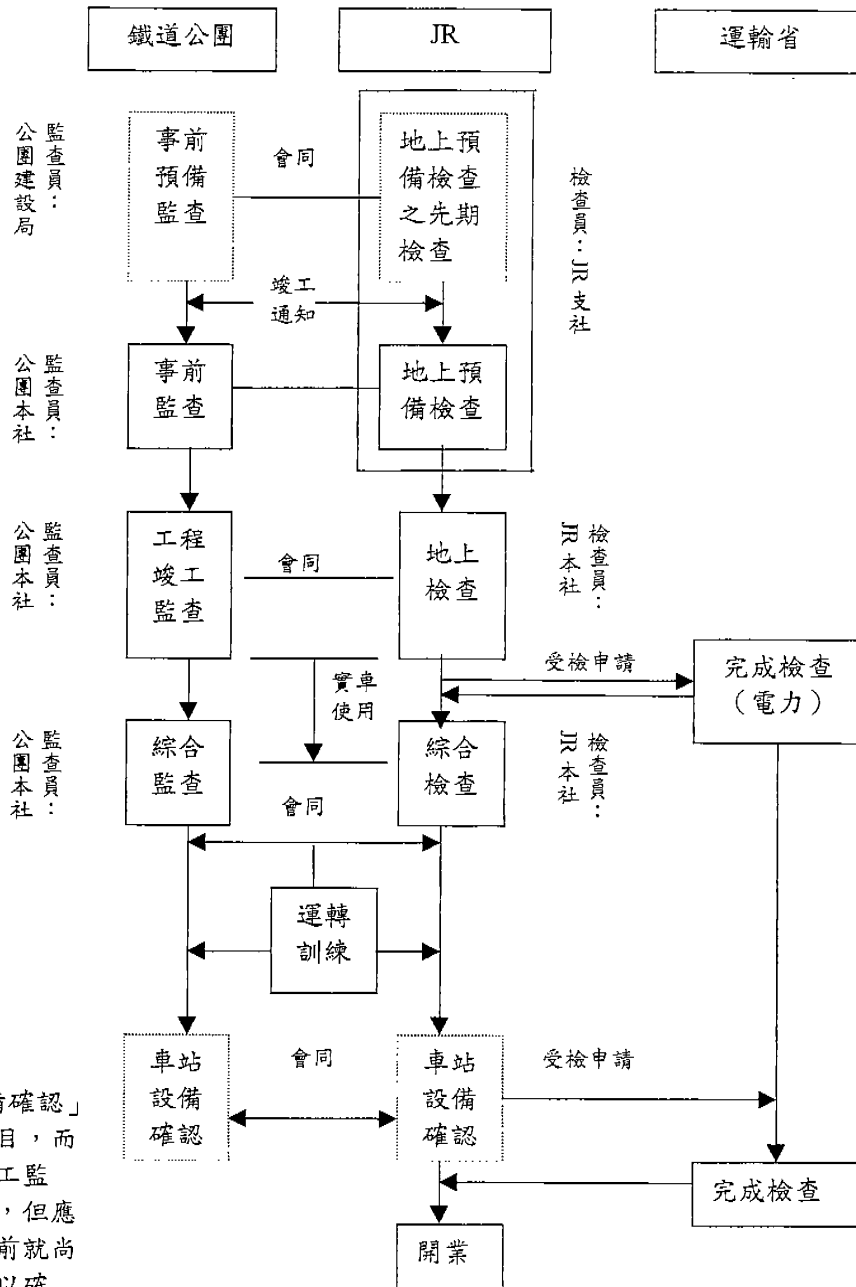 鐵道公團
JR
運輸省
監查員：
公團建設局
事前
預備
監查
會同
地上預
備檢查
之先期
檢查
檢查員：JR支社
竣工
通知
監查員：
公團本社
事前
監查
地上預
備檢查
監查員：
公團本社
工程
竣工
監查
會同
地上
檢查
檢查員：
JR本社
實車
使用
受檢申請
完成檢查
（電力）
監查員：
公團本社
綜合
監查
會同
綜合
檢查
檢查員：
JR本社
運轉
訓練
車站
設備
確認
會同
車站
設備
確認
受檢申請
備確認」
目，而
工監
，但應
前就尚
以確
完成檢查
開業